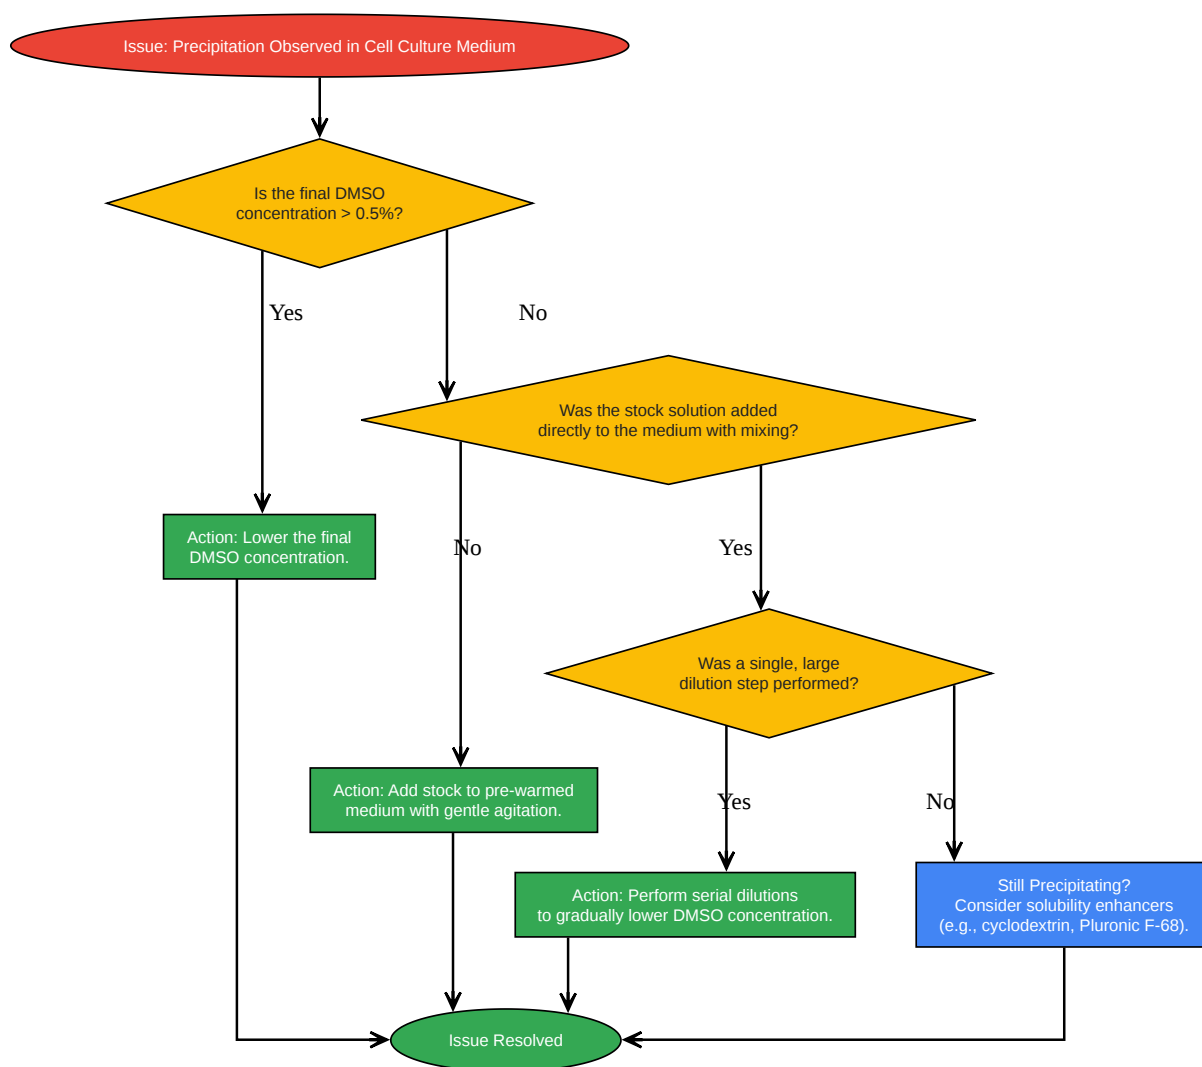 Issue: Precipitation Observed in Cell Culture Medium
Is the final DMSO
concentration > 0.5%?
Yes
No
Was the stock solution added
directly to the medium with mixing?
Action: Lower the final
DMSO concentration.
No
Yes
Was a single, large
dilution step performed?
Action: Add stock to pre-warmed
medium with gentle agitation.
Yes
No
Action: Perform serial dilutions
to gradually lower DMSO concentration.
Still Precipitating?
Consider solubility enhancers
(e.g., cyclodextrin, Pluronic F-68).
Issue Resolved